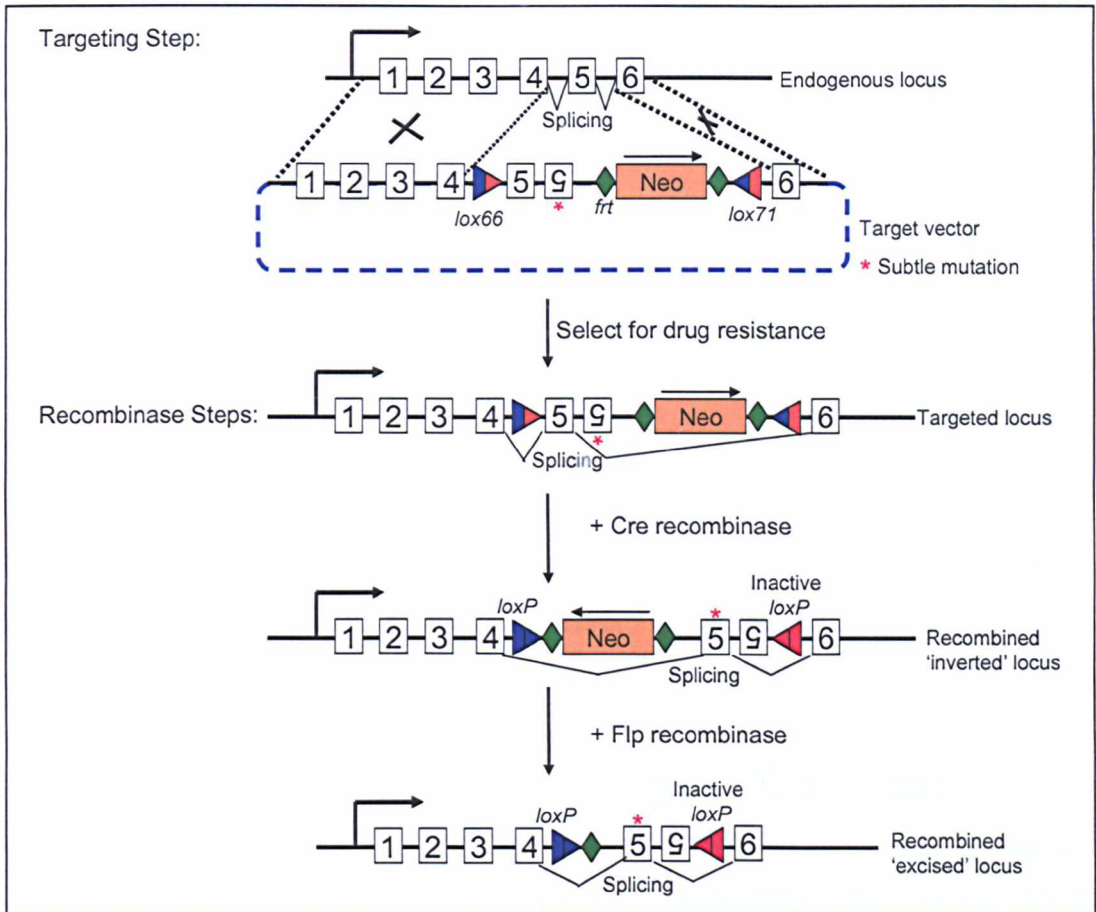 Targeting Step:
1 2 3 4 5 6
Endogenous locus
Splicing
1 2 3 4 5 5 Neo 6
lox66
*
frt
lox71
Target vector
* Subtle mutation
Select for drug resistance
Recombinase Steps:
1 2 3 4 5 5 Neo 6
Targeted locus
*
Splicing
+ Cre recombinase
Inactive
loxP
*
loxP
1 2 3 4 Neo 5 5 6
Recombined
'inverted' locus
Splicing
+ Flp recombinase
Inactive
loxP
*
loxP
1 2 3 4 5 5 6
Recombined
'excised' locus
Splicing